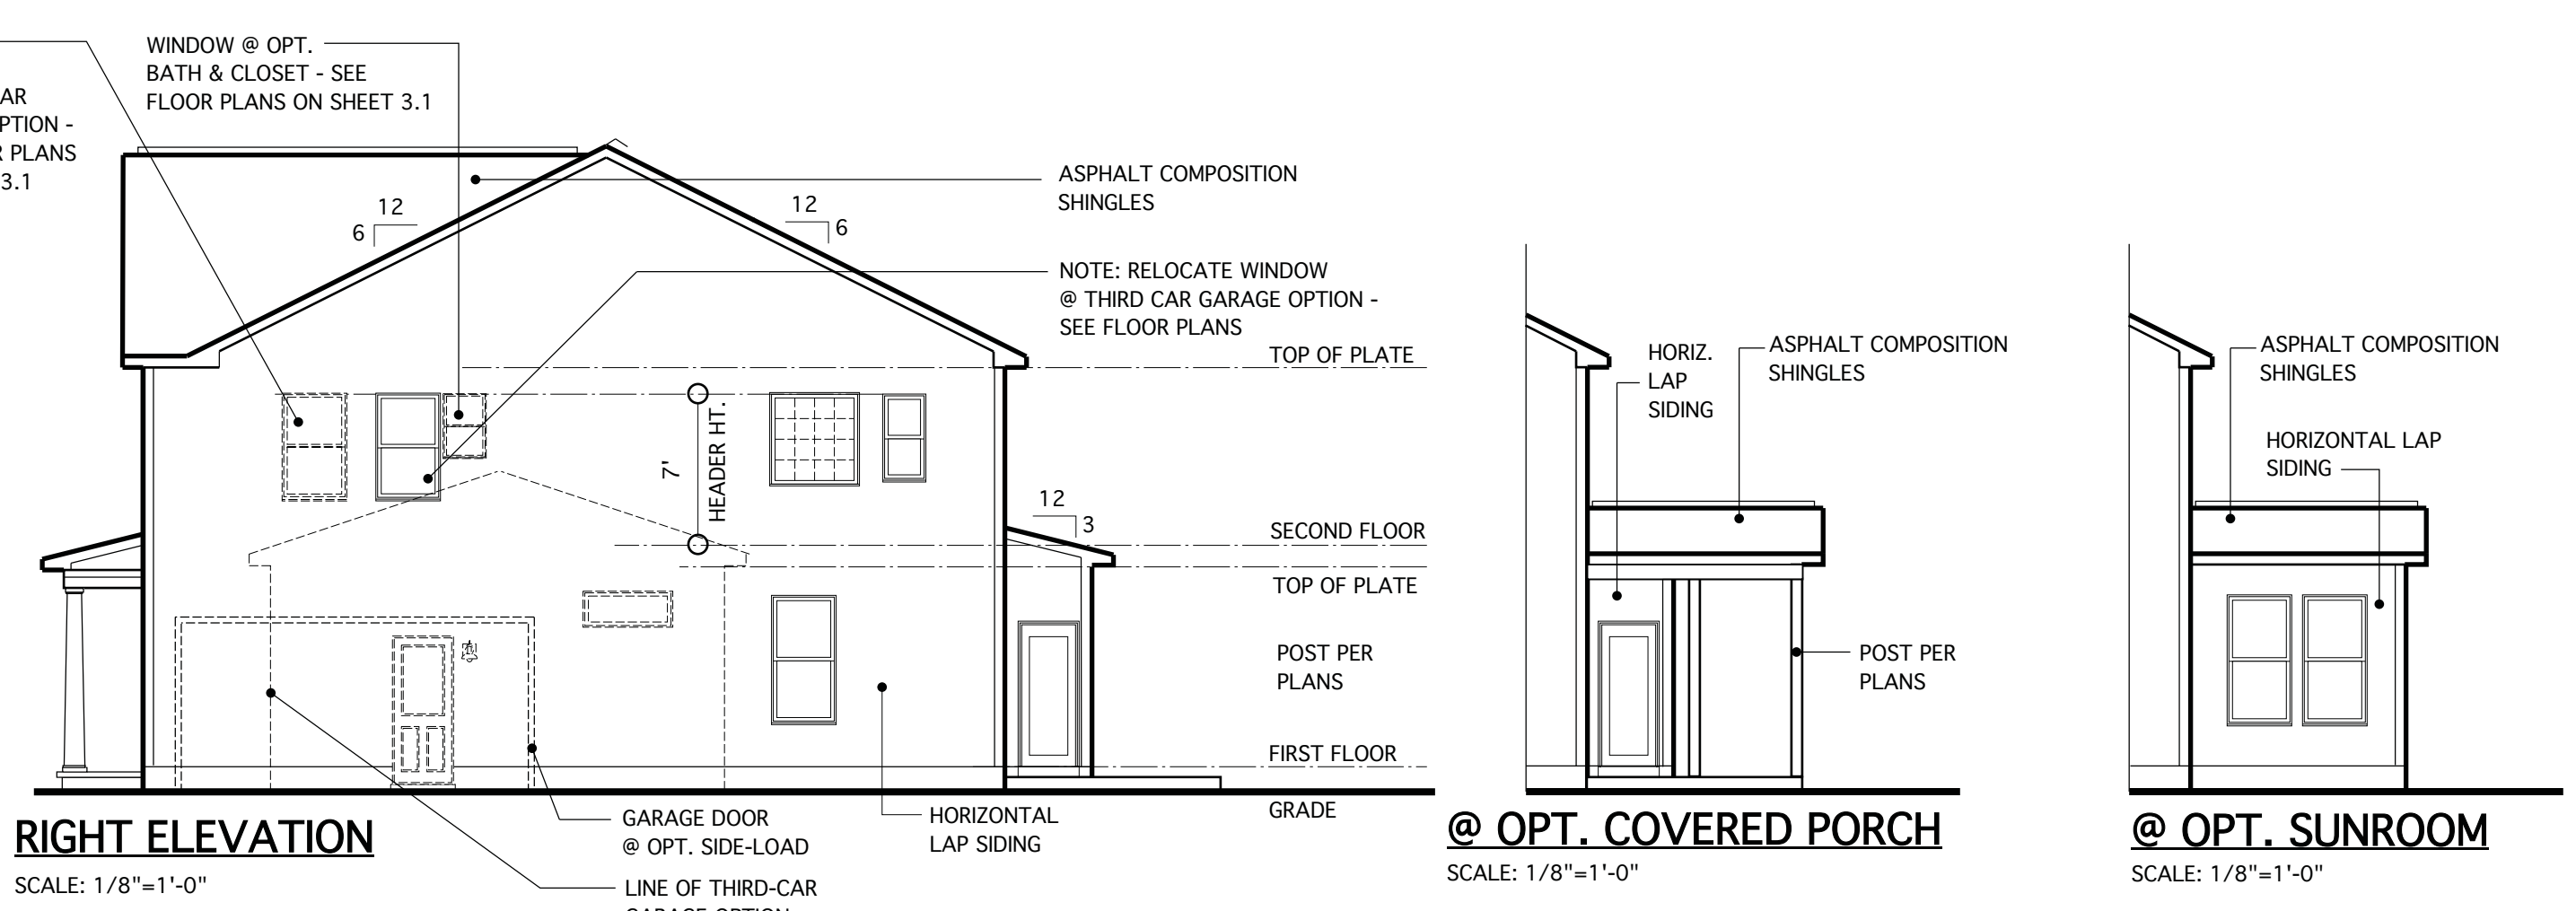 WINDOW @ OPT.
BATH & CLOSET - SEE
FLOOR PLANS ON SHEET 3.1
AR
PTION -
R PLANS
3.1
12
6
12
6
ASPHALT COMPOSITION
SHINGLES
NOTE: RELOCATE WINDOW
@ THIRD CAR GARAGE OPTION -
SEE FLOOR PLANS
TOP OF PLATE
7'
HEADER HT.
12
3
SECOND FLOOR
TOP OF PLATE
POST PER
PLANS
FIRST FLOOR
GRADE
GARAGE DOOR
@ OPT. SIDE-LOAD
HORIZONTAL
LAP SIDING
LINE OF THIRD-CAR
GARAGE OPTION
RIGHT ELEVATION
SCALE: 1/8"=1'-0"
HORIZ.
LAP
SIDING
ASPHALT COMPOSITION
SHINGLES
POST PER
PLANS
@ OPT. COVERED PORCH
SCALE: 1/8"=1'-0"
ASPHALT COMPOSITION
SHINGLES
HORIZONTAL LAP
SIDING
@ OPT. SUNROOM
SCALE: 1/8"=1'-0"